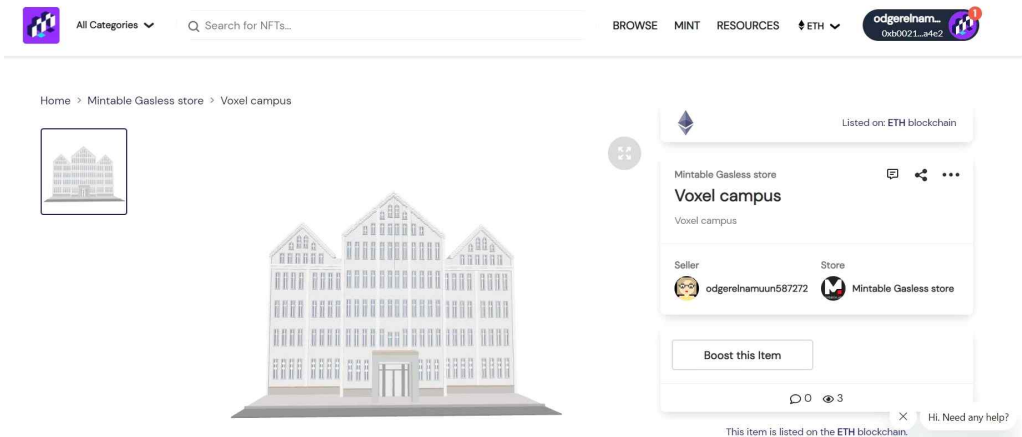 All Categories
Search for NFTs...
BROWSE MINT RESOURCES ETH
odgerelnam...
0xb0021...a4e2
1
Home > Mintable Gasless store > Voxel campus
Listed on: ETH blockchain
Mintable Gasless store
Voxel campus
Voxel campus
Seller Store
odgerelnamuun587272 Mintable Gasless store
Boost this Item
0 3
Hi. Need any help?
This item is listed on the ETH blockchain.